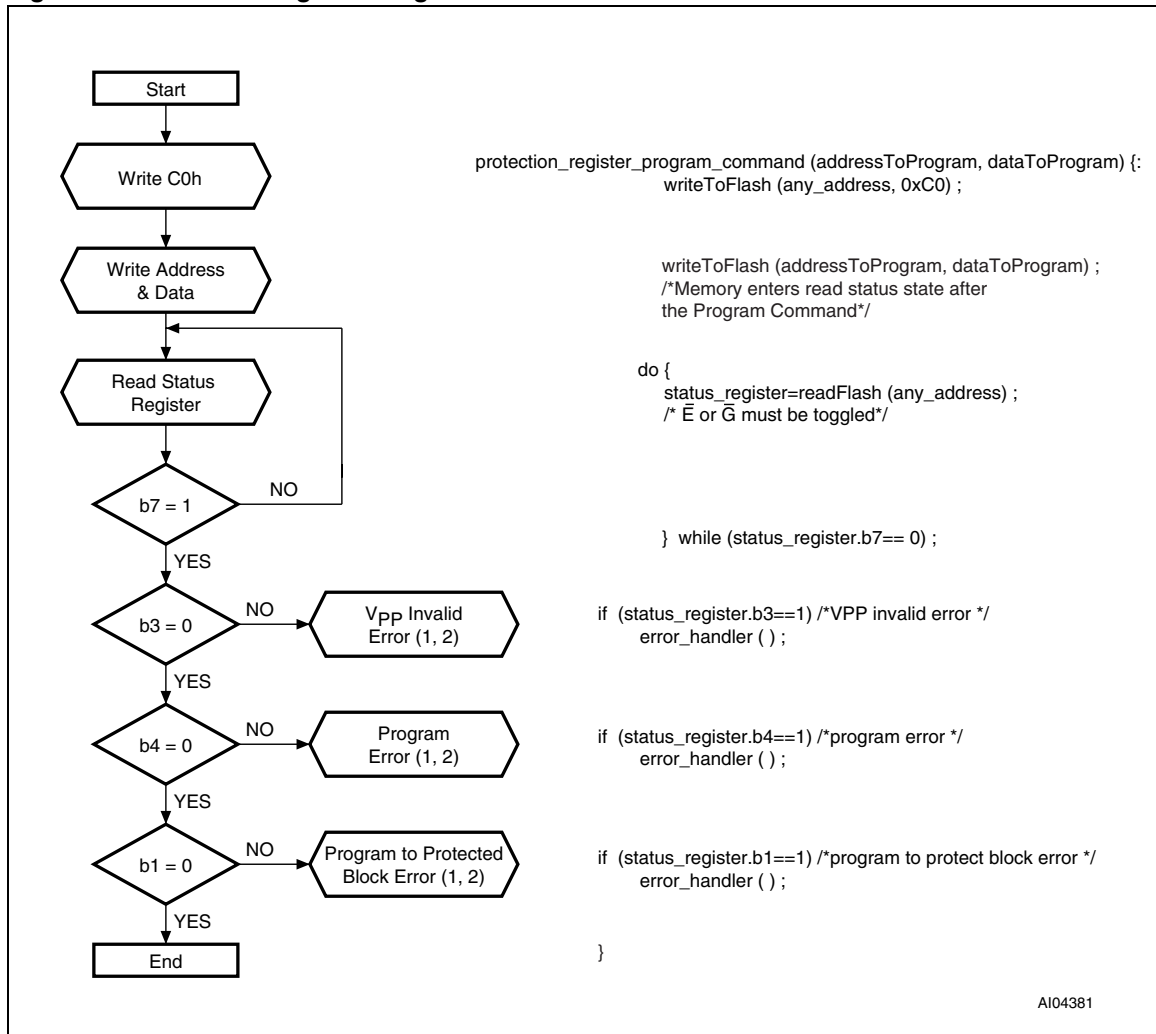 Start
Write C0h
protection_register_program_command (addressToProgram, dataToProgram) {:
writeToFlash (any_address, 0xC0) ;
Write Address
& Data
writeToFlash (addressToProgram, dataToProgram) ;
/*Memory enters read status state after
the Program Command*/
Read Status
Register
do {
status_register=readFlash (any_address) ;
/* E̅ or G̅ must be toggled*/
b7 = 1
NO
} while (status_register.b7== 0) ;
YES
b3 = 0
NO
VPP Invalid
Error (1, 2)
if (status_register.b3==1) /*VPP invalid error */
error_handler ( ) ;
YES
b4 = 0
NO
Program
Error (1, 2)
if (status_register.b4==1) /*program error */
error_handler ( ) ;
YES
b1 = 0
NO
Program to Protected
Block Error (1, 2)
if (status_register.b1==1) /*program to protect block error */
error_handler ( ) ;
YES
End
}
AI04381